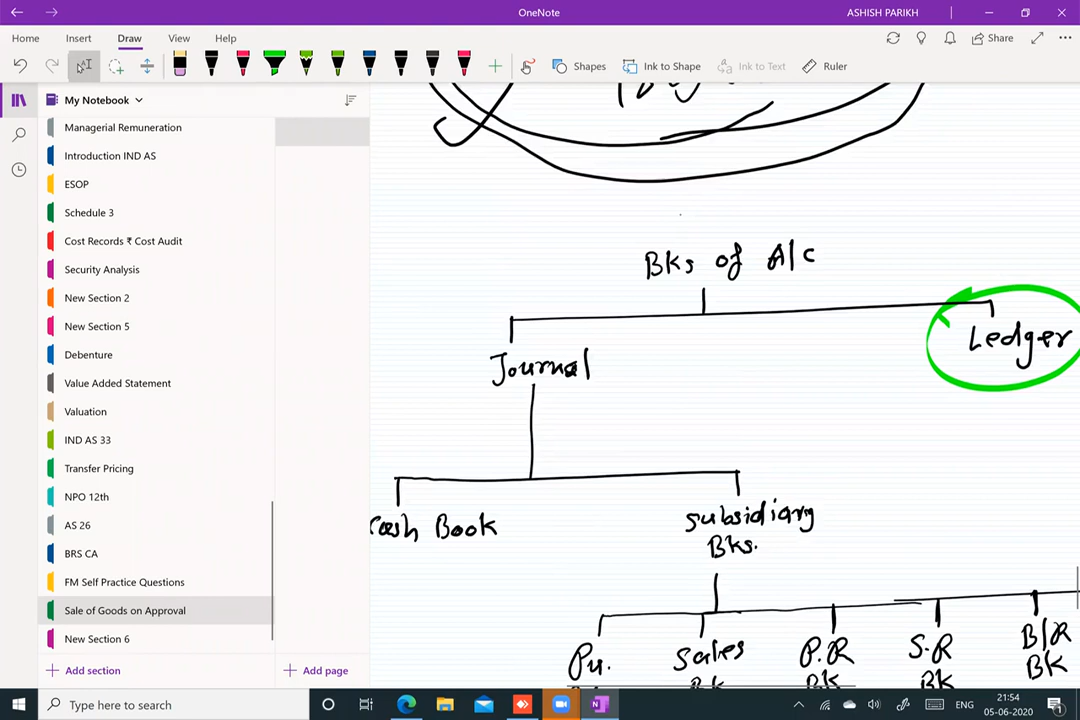 OneNote
ASHISH PARIKH
Home Insert Draw View Help
Share
Shapes
Ink to Shape
Ink to Text
Ruler
My Notebook
Managerial Remuneration
Introduction IND AS
ESOP
Schedule 3
Cost Records ₹ Cost Audit
Security Analysis
New Section 2
New Section 5
Debenture
Value Added Statement
Valuation
IND AS 33
Transfer Pricing
NPO 12th
AS 26
BRS CA
FM Self Practice Questions
Sale of Goods on Approval
New Section 6
Add section
Add page
Bks of A/c
Journal
Ledger
Cash Book
Subsidiary
Bks.
Pu.
Sales
Bk
P.R
Bk
S.R
Bk
B/R
BK
Type here to search
ENG
21:54
05-06-2020
1